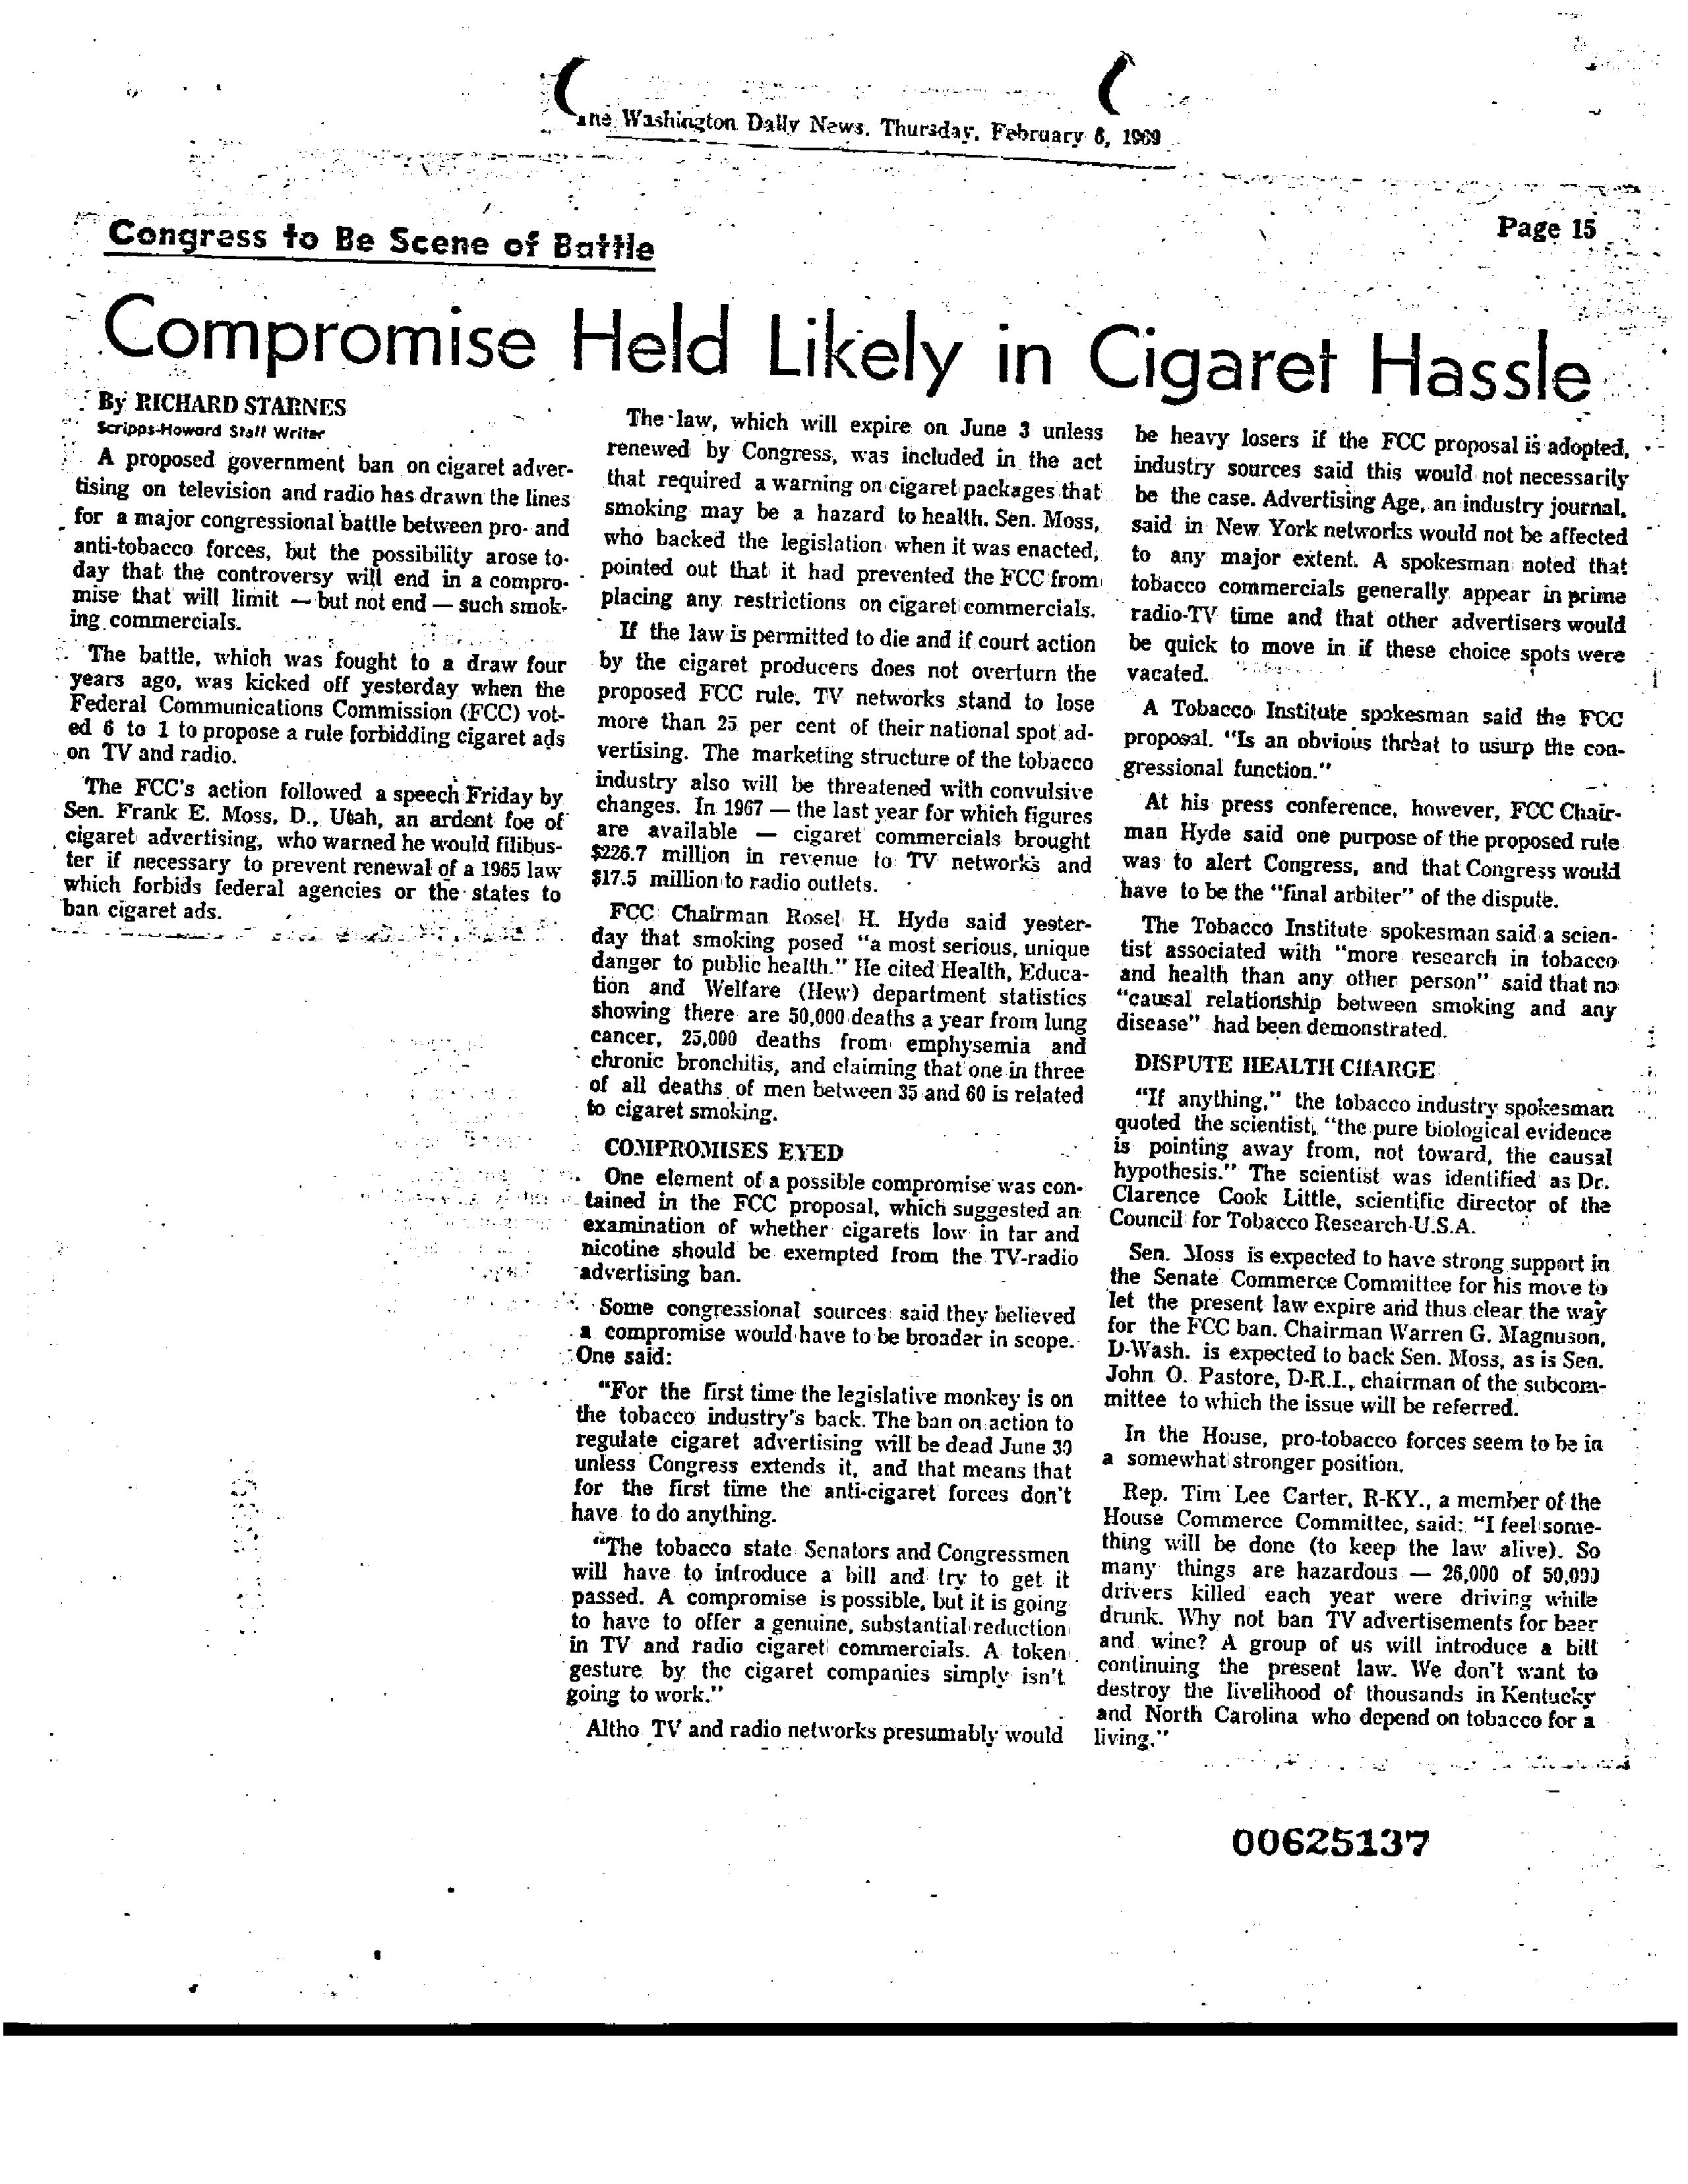 The Washington Daily News, Thursday, February 6, 1969
Page 15
Congress to Be Scene of Battle
Compromise Held Likely in Cigaret Hassle
By RICHARD STARNES
Scripps-Howard Staff Writer
A proposed government ban on cigaret adver-
tising on television and radio has drawn the lines
for a major congressional battle between pro- and
anti-tobacco forces, but the possibility arose to-
day that the controversy will end in a compro-
mise that will limit — but not end — such smok-
ing commercials.
The battle, which was fought to a draw four
years ago, was kicked off yesterday when the
Federal Communications Commission (FCC) vot-
ed 6 to 1 to propose a rule forbidding cigaret ads
on TV and radio.
The FCC's action followed a speech Friday by
Sen. Frank E. Moss, D., Utah, an ardent foe of
cigaret advertising, who warned he would filibus-
ter if necessary to prevent renewal of a 1965 law
which forbids federal agencies or the states to
ban cigaret ads.
The law, which will expire on June 3 unless
renewed by Congress, was included in the act
that required a warning on cigaret packages that
smoking may be a hazard to health. Sen. Moss,
who backed the legislation when it was enacted,
pointed out that it had prevented the FCC from
placing any restrictions on cigaret commercials.
If the law is permitted to die and if court action
by the cigaret producers does not overturn the
proposed FCC rule, TV networks stand to lose
more than 25 per cent of their national spot ad-
vertising. The marketing structure of the tobacco
industry also will be threatened with convulsive
changes. In 1967 — the last year for which figures
are available — cigaret commercials brought
$226.7 million in revenue to TV networks and
$17.5 million to radio outlets.
FCC Chairman Rosel H. Hyde said yester-
day that smoking posed "a most serious, unique
danger to public health." He cited Health, Educa-
tion and Welfare (Hew) department statistics
showing there are 50,000 deaths a year from lung
cancer, 25,000 deaths from emphysemia and
chronic bronchitis, and claiming that one in three
of all deaths of men between 35 and 60 is related
to cigaret smoking.
COMPROMISES EYED
One element of a possible compromise was con-
tained in the FCC proposal, which suggested an
examination of whether cigarets low in tar and
nicotine should be exempted from the TV-radio
advertising ban.
Some congressional sources said they believed
a compromise would have to be broader in scope.
One said:
"For the first time the legislative monkey is on
the tobacco industry's back. The ban on action to
regulate cigaret advertising will be dead June 30
unless Congress extends it, and that means that
for the first time the anti-cigaret forces don't
have to do anything.
"The tobacco state Senators and Congressmen
will have to introduce a bill and try to get it
passed. A compromise is possible, but it is going
to have to offer a genuine, substantial reduction
in TV and radio cigaret commercials. A token
gesture by the cigaret companies simply isn't
going to work."
Altho TV and radio networks presumably would
be heavy losers if the FCC proposal is adopted,
industry sources said this would not necessarily
be the case. Advertising Age, an industry journal,
said in New York networks would not be affected
to any major extent. A spokesman noted that
tobacco commercials generally appear in prime
radio-TV time and that other advertisers would
be quick to move in if these choice spots were
vacated.
A Tobacco Institute spokesman said the FCC
proposal. "Is an obvious threat to usurp the con-
gressional function."
At his press conference, however, FCC Chair-
man Hyde said one purpose of the proposed rule
was to alert Congress, and that Congress would
have to be the "final arbiter" of the dispute.
The Tobacco Institute spokesman said a scien-
tist associated with "more research in tobacco
and health than any other person" said that no
"causal relationship between smoking and any
disease" had been demonstrated.
DISPUTE HEALTH CHARGE
"If anything," the tobacco industry spokesman
quoted the scientist, "the pure biological evidence
is pointing away from, not toward, the causal
hypothesis." The scientist was identified as Dr.
Clarence Cook Little, scientific director of the
Council for Tobacco Research-U.S.A.
Sen. Moss is expected to have strong support in
the Senate Commerce Committee for his move to
let the present law expire and thus clear the way
for the FCC ban. Chairman Warren G. Magnuson,
D-Wash. is expected to back Sen. Moss, as is Sen.
John O. Pastore, D-R.I., chairman of the subcom-
mittee to which the issue will be referred.
In the House, pro-tobacco forces seem to be in
a somewhat stronger position.
Rep. Tim Lee Carter, R-KY., a member of the
House Commerce Committee, said: "I feel some-
thing will be done (to keep the law alive). So
many things are hazardous — 26,000 of 50,000
drivers killed each year were driving while
drunk. Why not ban TV advertisements for beer
and wine? A group of us will introduce a bill
continuing the present law. We don't want to
destroy the livelihood of thousands in Kentucky
and North Carolina who depend on tobacco for a
living."
00625137